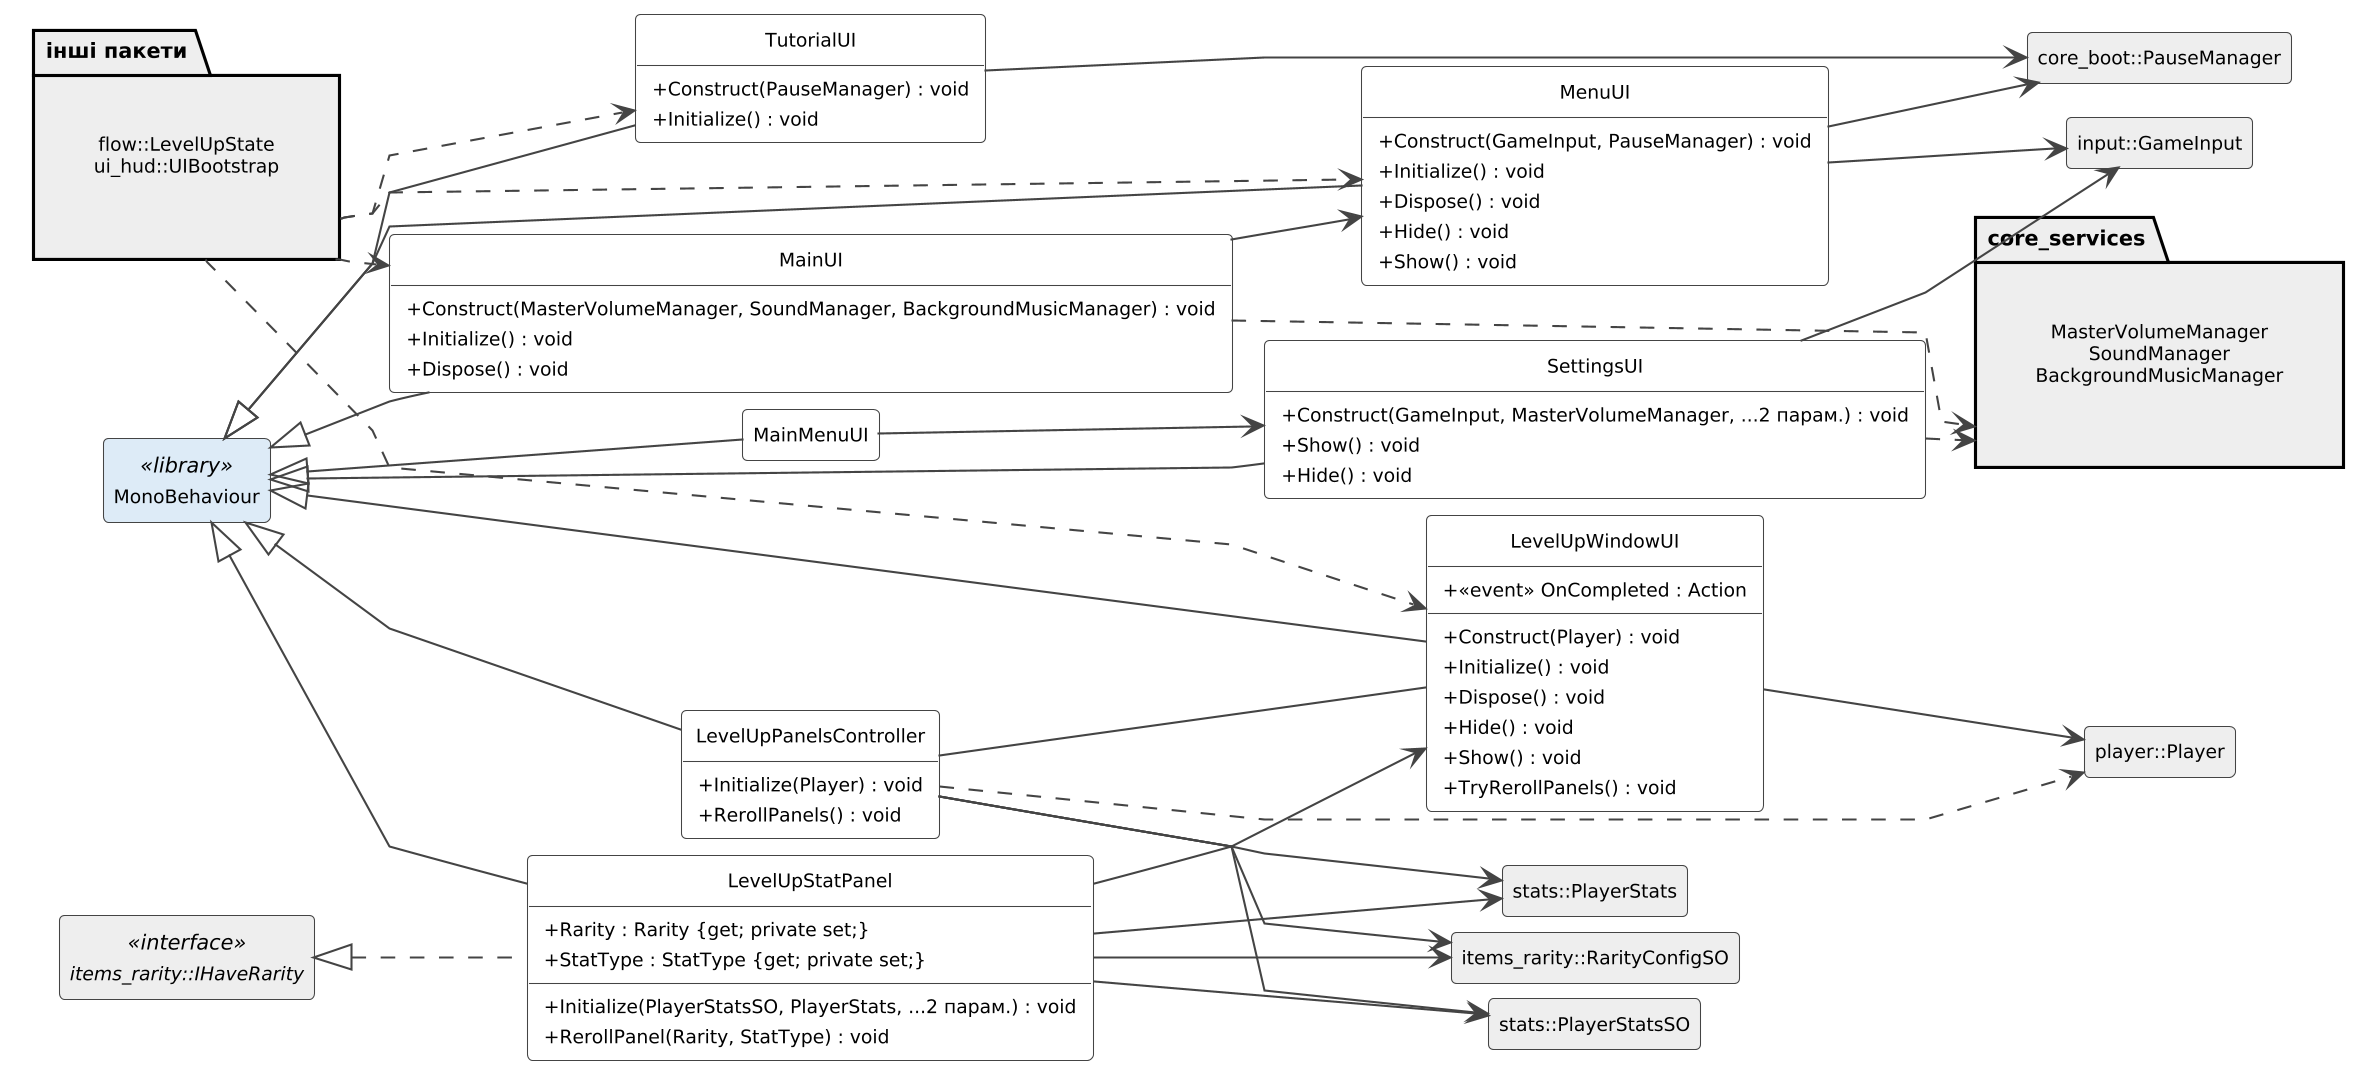 інші пакети
flow::LevelUpState
ui_hud::UIBootstrap
TutorialUI
+Construct(PauseManager) : void
+Initialize() : void
MenuUI
+Construct(GameInput, PauseManager) : void
+Initialize() : void
+Dispose() : void
+Hide() : void
+Show() : void
core_boot::PauseManager
input::GameInput
core_services
MasterVolumeManager
SoundManager
BackgroundMusicManager
MainUI
+Construct(MasterVolumeManager, SoundManager, BackgroundMusicManager) : void
+Initialize() : void
+Dispose() : void
MainMenuUI
SettingsUI
+Construct(GameInput, MasterVolumeManager, ...2 парам.) : void
+Show() : void
+Hide() : void
«library»
MonoBehaviour
LevelUpWindowUI
+«event» OnCompleted : Action
+Construct(Player) : void
+Initialize() : void
+Dispose() : void
+Hide() : void
+Show() : void
+TryRerollPanels() : void
LevelUpPanelsController
+Initialize(Player) : void
+RerollPanels() : void
player::Player
LevelUpStatPanel
+Rarity : Rarity {get; private set;}
+StatType : StatType {get; private set;}
+Initialize(PlayerStatsSO, PlayerStats, ...2 парам.) : void
+RerollPanel(Rarity, StatType) : void
«interface»
items_rarity::IHaveRarity
stats::PlayerStats
items_rarity::RarityConfigSO
stats::PlayerStatsSO